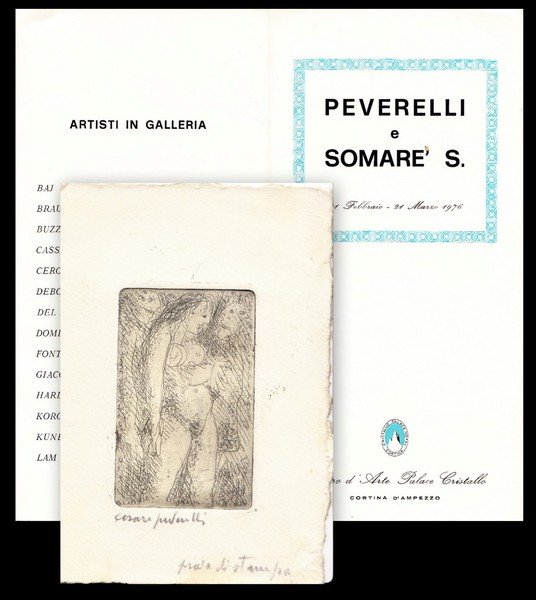 ARTISTI IN GALLERIA
BAJ
BRAU
BUZZ
CASS
CERO
DEBO
DEL
DOMI
FONT
GIAC
HARI
KORO
KUNE
LAM
PEVERELLI
e
SOMARE' S.
Febbraio - 21 Marzo 1976
d'Arte Palace Cristallo
CORTINA D'AMPEZZO
cesare peverelli
prova di stampa